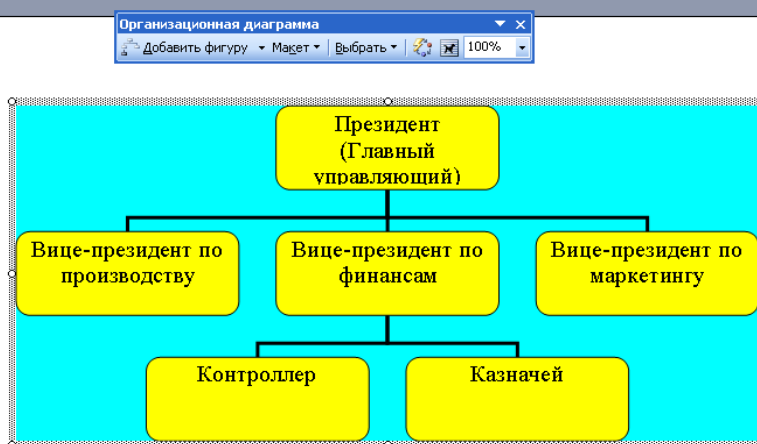 Организационная диаграмма
Добавить фигуру Макет Выбрать 100%
Президент
(Главный
управляющий)
Вице-президент по
производству
Вице-президент по
финансам
Вице-президент по
маркетингу
Контроллер
Казначей